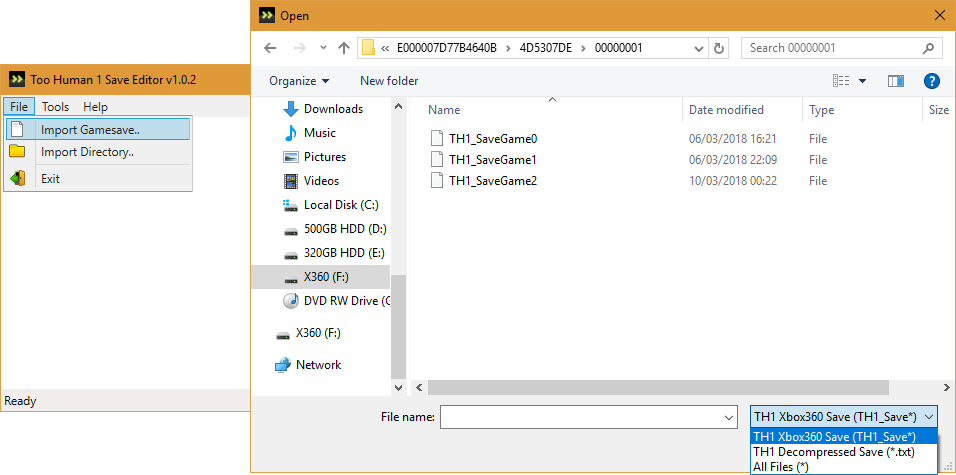 Too Human 1 Save Editor v1.0.2
File Tools Help
Import Gamesave..
Import Directory..
Exit
Ready
Open
« E000007D77B4640B > 4D5307DE > 00000001
Search 00000001
Organize New folder
Downloads
Music
Pictures
Videos
Local Disk (C:)
500GB HDD (D:)
320GB HDD (E:)
X360 (F:)
DVD RW Drive (G
X360 (F:)
Network
Name Date modified Type Size
TH1_SaveGame0 06/03/2018 16:21 File
TH1_SaveGame1 06/03/2018 22:09 File
TH1_SaveGame2 10/03/2018 00:22 File
File name:
TH1 Xbox360 Save (TH1_Save*)
TH1 Xbox360 Save (TH1_Save*)
TH1 Decompressed Save (*.txt)
All Files (*)